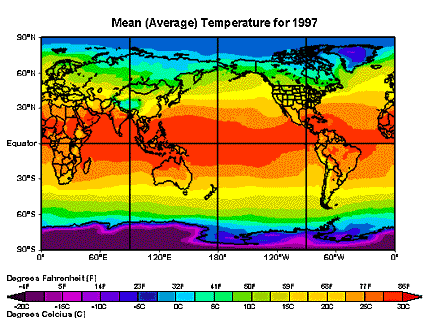 Mean (Average) Temperature for 1997
90°N
60°N
30°N
Equator
30°S
60°S
90°S
0° 60°E 120°E 180° 120°W 60°W 0°
Degrees Fahrenheit [F]
-4F 5F 14F 23F 32F 41F 50F 59F 68F 77F 86F
-20C -15C -10C -5C 0C 5C 10C 15C 20C 25C 30C
Degrees Celcius [C]